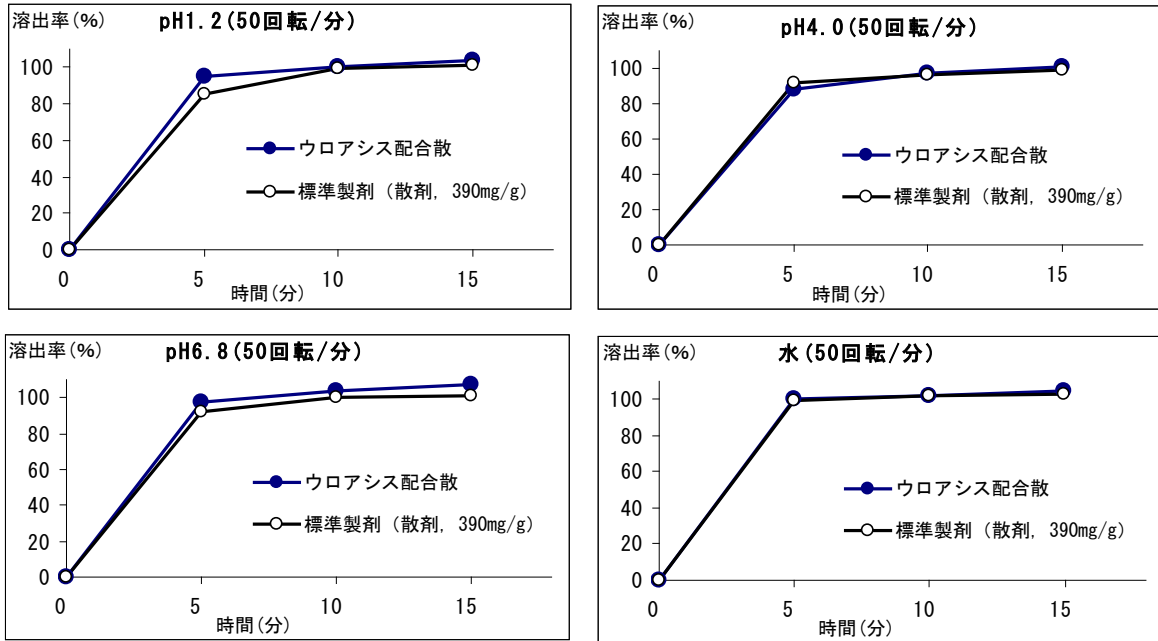 溶出率(%)
pH1.2(50回転/分)
100
80
60
40
20
0
ウロアシス配合散
標準製剤(散剤, 390mg/g)
0 5 10 15
時間(分)
溶出率(%)
pH4.0(50回転/分)
100
80
60
40
20
0
ウロアシス配合散
標準製剤(散剤, 390mg/g)
0 5 10 15
時間(分)
溶出率(%)
pH6.8(50回転/分)
100
80
60
40
20
0
ウロアシス配合散
標準製剤(散剤, 390mg/g)
0 5 10 15
時間(分)
溶出率(%)
水(50回転/分)
100
80
60
40
20
0
ウロアシス配合散
標準製剤(散剤, 390mg/g)
0 5 10 15
時間(分)